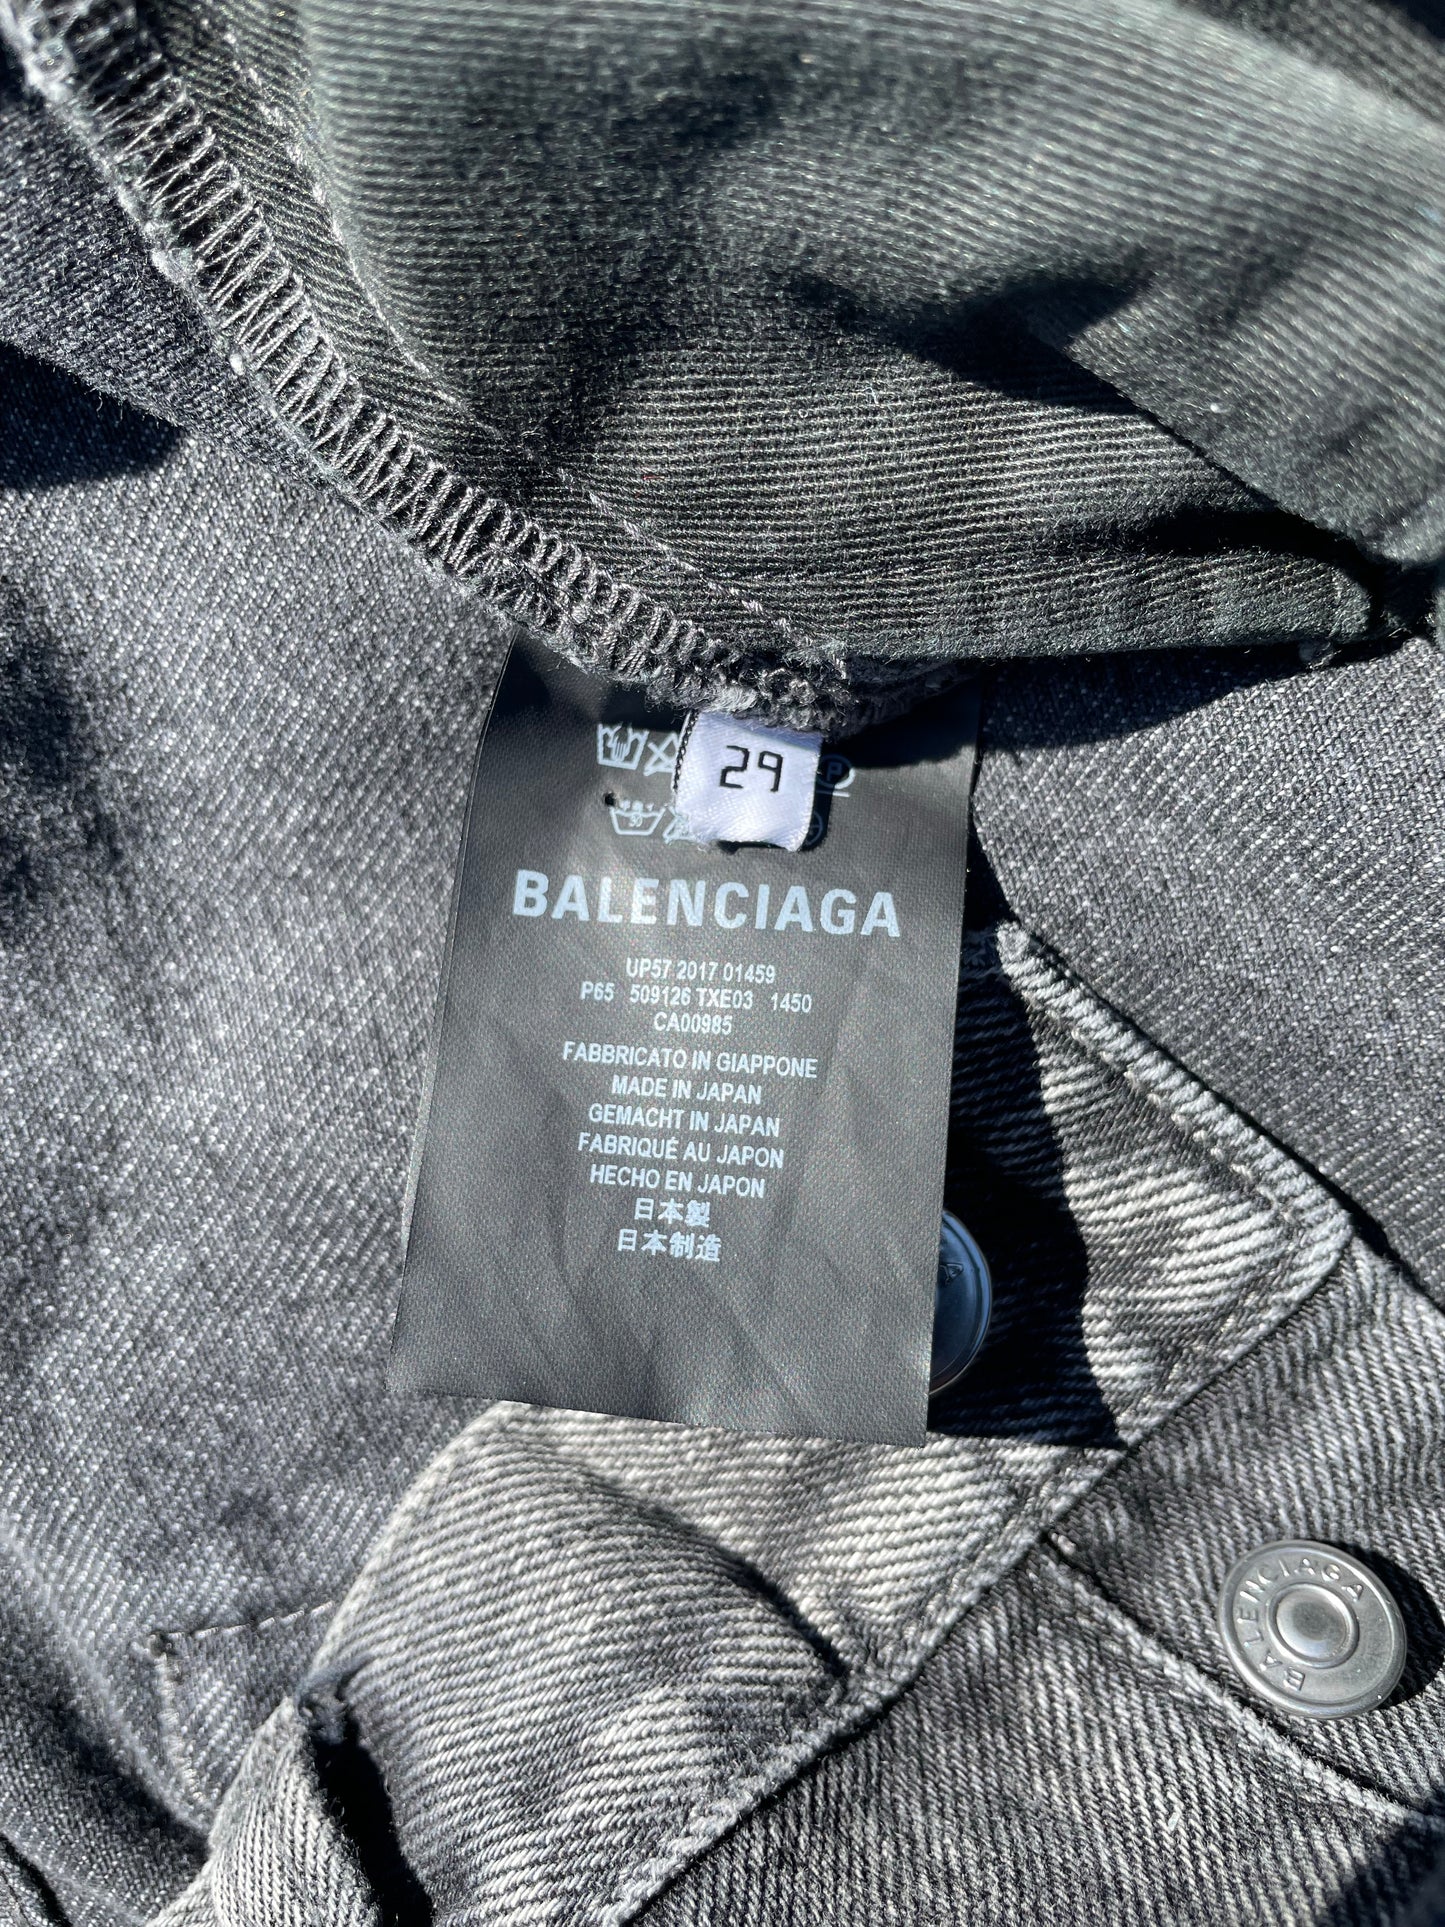 29
P
30
BALENCIAGA
UP57 2017 01459
P65 509126 TXE03 1450
CA00985
FABBRICATO IN GIAPPONE
MADE IN JAPAN
GEMACHT IN JAPAN
FABRIQUÉ AU JAPON
HECHO EN JAPON
日本製
日本制造
BALENCIAGA